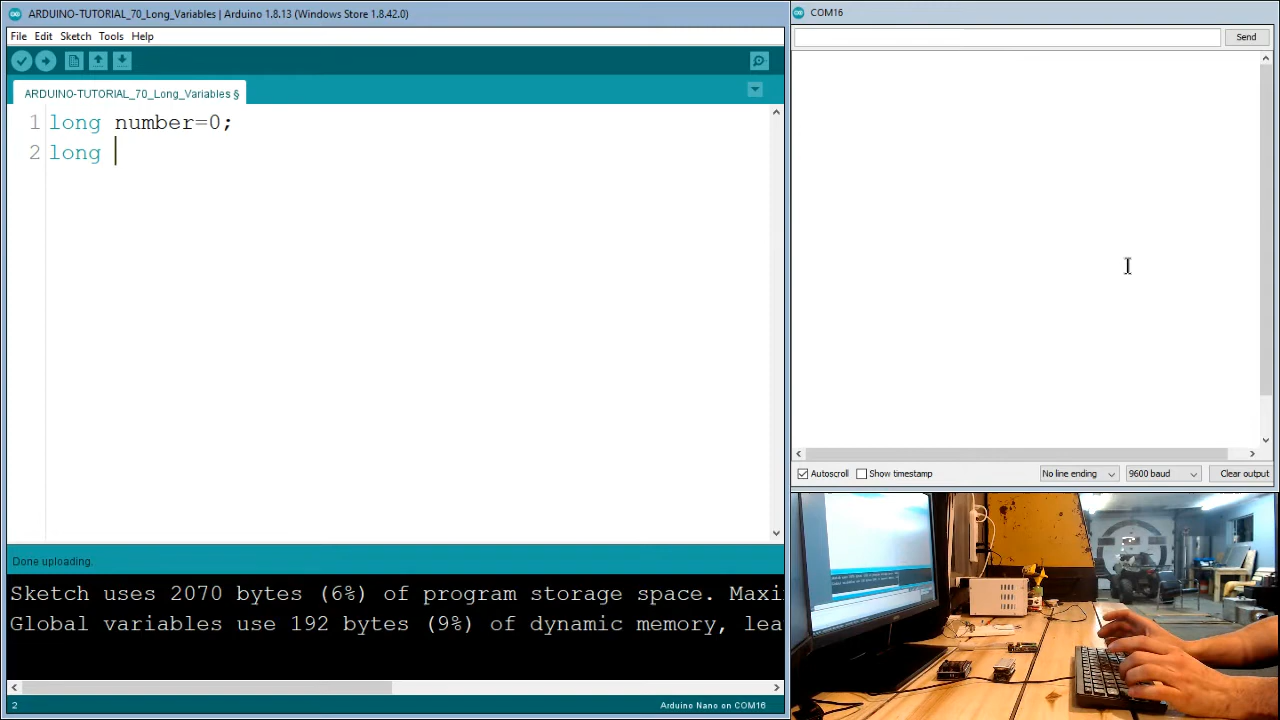 ARDUINO-TUTORIAL_70_Long_Variables | Arduino 1.8.13 (Windows Store 1.8.42.0)
File Edit Sketch Tools Help
ARDUINO-TUTORIAL_70_Long_Variables §
1 long number=0;
2 long
Done uploading.
Sketch uses 2070 bytes (6%) of program storage space. Maxi
Global variables use 192 bytes (9%) of dynamic memory, lea
2 Arduino Nano on COM16
COM16
Send
Autoscroll Show timestamp No line ending 9600 baud Clear output